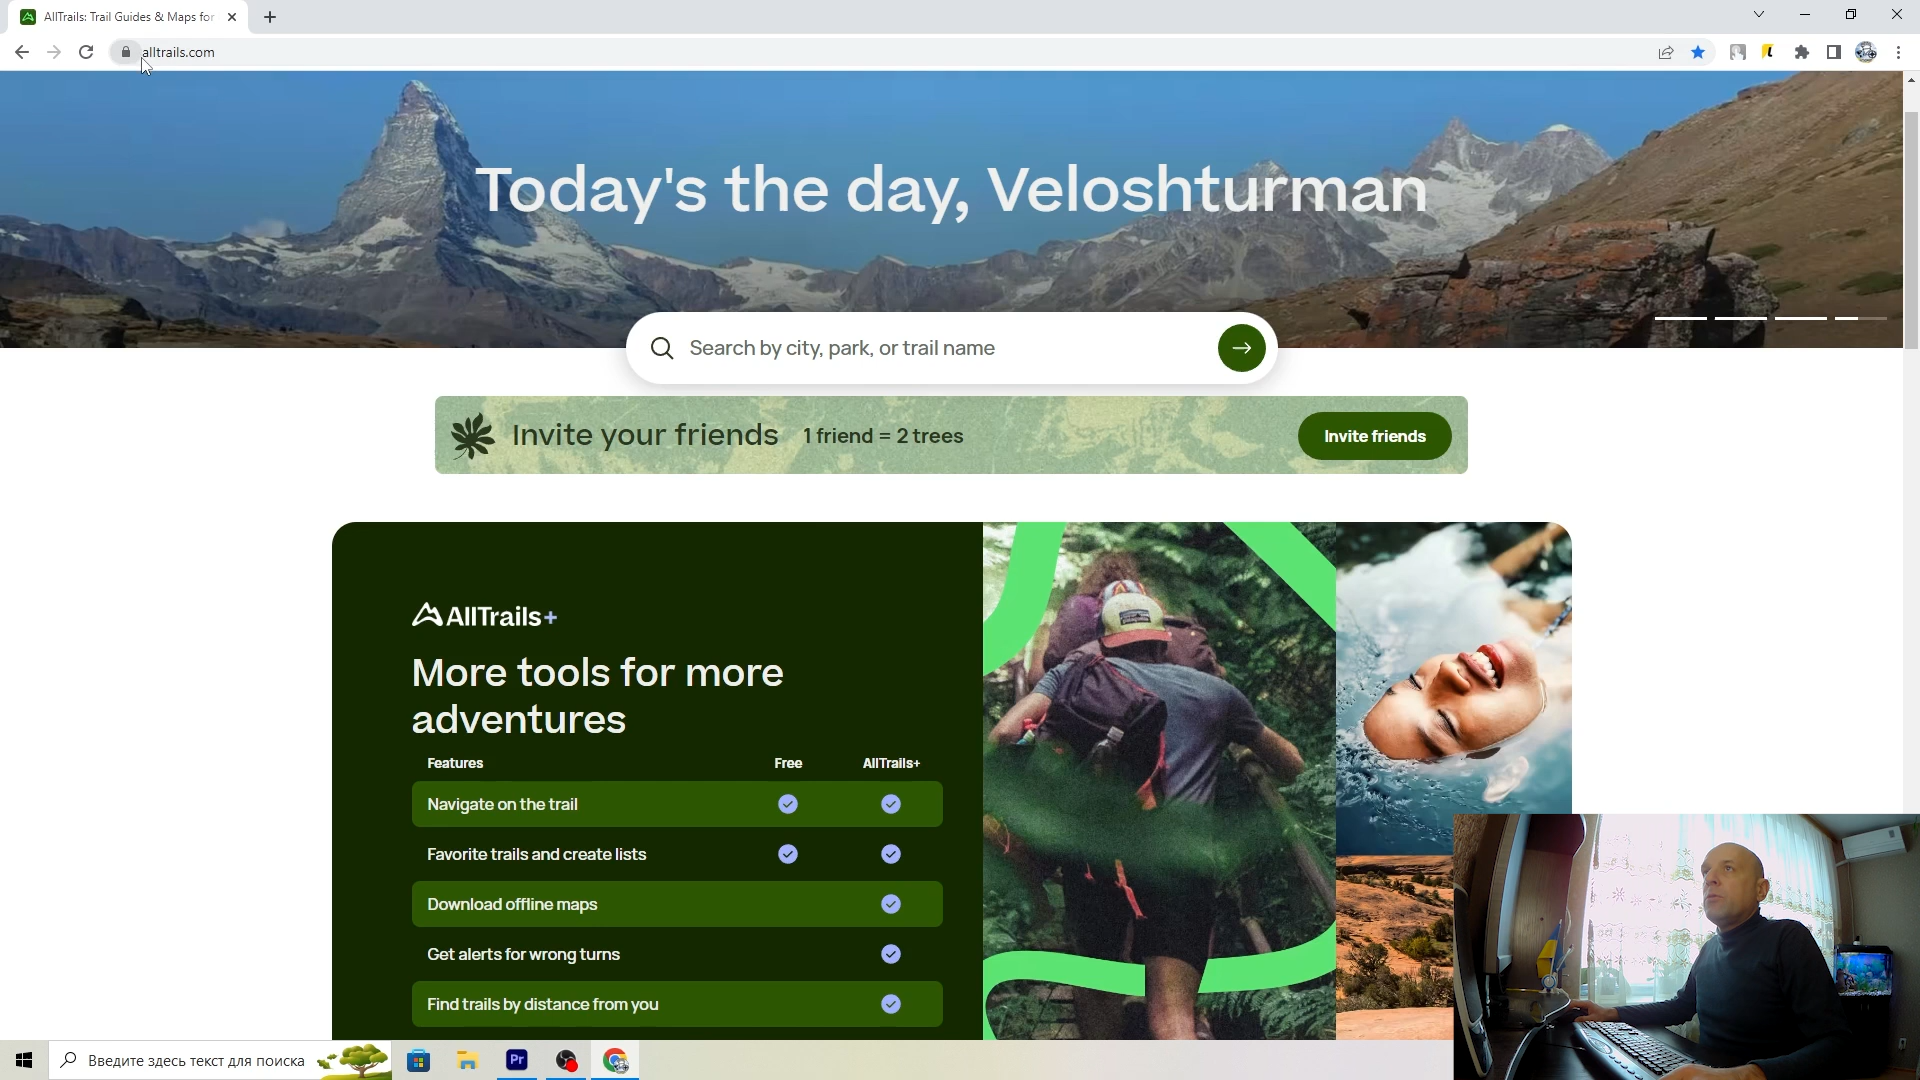 AllTrails: Trail Guides & Maps for
alltrails.com
Today's the day, Veloshturman
Search by city, park, or trail name
Invite your friends 1 friend = 2 trees
Invite friends
AllTrails+
More tools for more
adventures
Features Free AllTrails+
Navigate on the trail
Favorite trails and create lists
Download offline maps
Get alerts for wrong turns
Find trails by distance from you
Введите здесь текст для поиска
Pr